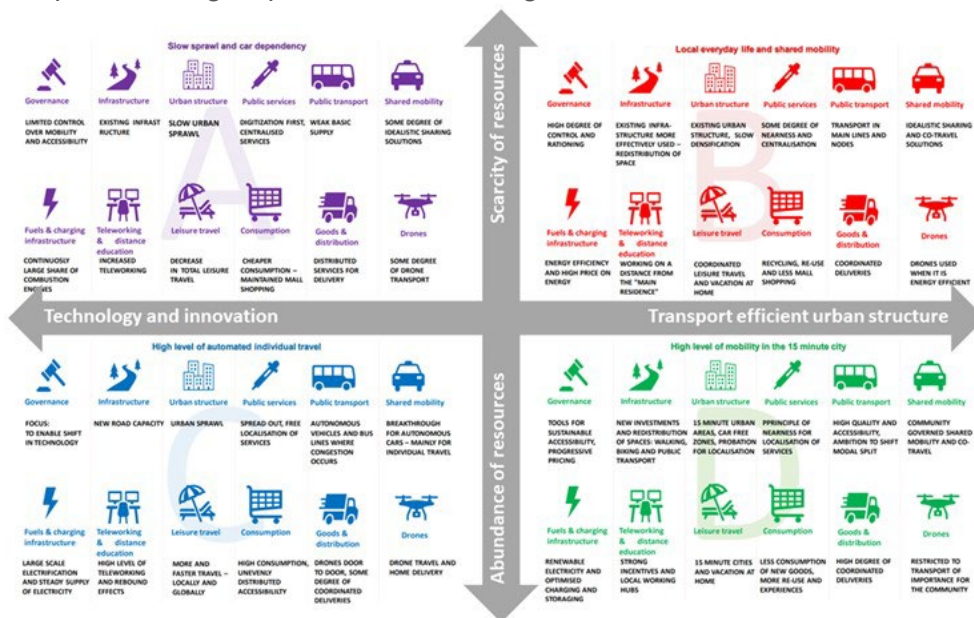 Slow sprawl and car dependency
A
Governance
LIMITED CONTROL
OVER MOBILITY
AND ACCESSIBILITY
Infrastructure
EXISTING INFRAST
RUCTURE
Urban structure
SLOW URBAN
SPRAWL
Public services
DIGITIZATION FIRST,
CENTRALISED
SERVICES
Public transport
WEAK BASIC
SUPPLY
Shared mobility
SOME DEGREE OF
IDEALISTIC SHARING
SOLUTIONS
Fuels & charging
infrastructure
CONTINUOSLY
LARGE SHARE OF
COMBUSTION
ENGINES
Teleworking
& distance
education
INCREASED
TELEWORKING
Leisure travel
DECREASE
IN TOTAL LEISURE
TRAVEL
Consumption
CHEAPER
CONSUMPTION –
MAINTAINED MALL
SHOPPING
Goods &
distribution
DISTRIBUTED
SERVICES FOR
DELIVERY
Drones
SOME DEGREE
OF DRONE
TRANSPORT
Scarcity of resources
Local everyday life and shared mobility
B
Governance
HIGH DEGREE OF
CONTROL AND
RATIONING
Infrastructure
EXISTING INFRA-
STRUCTURE MORE
EFFECTIVELY USED –
REDISTRIBUTION OF
SPACE
Urban structure
EXISTING URBAN
STRUCTURE, SLOW
DENSIFICATION
Public services
SOME DEGREE OF
NEARNESS AND
CENTRALISATION
Public transport
TRANSPORT IN
MAIN LINES AND
NODES
Shared mobility
IDEALISTIC SHARING
AND CO-TRAVEL
SOLUTIONS
Fuels & charging
infrastructure
ENERGY EFFICIENCY
AND HIGH PRICE ON
ENERGY
Teleworking
& distance
education
WORKING ON A
DISTANCE FROM
THE "MAIN
RESIDENCE"
Leisure travel
COORDINATED
LEISURE TRAVEL
AND VACATION AT
HOME
Consumption
RECYCLING, RE-USE
AND LESS MALL
SHOPPING
Goods &
distribution
COORDINATED
DELIVERIES
Drones
DRONES USED
WHEN IT IS
ENERGY EFFICIENT
Technology and innovation
Transport efficient urban structure
High level of automated individual travel
C
Governance
FOCUS:
TO ENABLE SHIFT
IN TECHNOLOGY
Infrastructure
NEW ROAD CAPACITY
Urban structure
URBAN SPRAWL
Public services
SPREAD OUT, FREE
LOCALISATION OF
SERVICES
Public transport
AUTONOMOUS
VEHICLES AND BUS
LINES WHERE
CONGESTION
OCCURS
Shared mobility
BREAKTHROUGH
FOR AUTONOMOUS
CARS – MAINLY FOR
INDIVIDUAL TRAVEL
Fuels & charging
infrastructure
LARGE SCALE
ELECTRIFICATION
AND STEADY SUPPLY
OF ELECTRICITY
Teleworking
& distance
education
HIGH LEVEL OF
TELEWORKING
AND REBOUND
EFFECTS
Leisure travel
MORE AND
FASTER TRAVEL –
LOCALLY AND
GLOBALLY
Consumption
HIGH CONSUMPTION,
UNEVENLY
DISTRIBUTED
ACCESSIBILILTY
Goods &
distribution
DRONES DOOR
TO DOOR, SOME
DEGREE OF
COORDINATED
DELIVERIES
Drones
DRONE TRAVEL AND
HOME DELIVERY
Abundance of resources
High level of mobility in the 15 minute city
D
Governance
TOOLS FOR
SUSTAINABLE
ACCESSIBILITY,
PROGRESSIVE
PRICING
Infrastructure
NEW INVESTMENTS
AND REDISTRIBUTION
OF SPACES: WALKING,
BIKING AND PUBLIC
TRANSPORT
Urban structure
15 MINUTE URBAN
AREAS, CAR FREE
ZONES, PROBATION
FOR LOCALISATION
Public services
PPRINCIPLE OF
NEARNESS FOR
LOCALISATION OF
SERVICES
Public transport
HIGH QUALITY AND
ACCESSIBILITY,
AMBITION TO SHIFT
MODAL SPLIT
Shared mobility
COMMUNITY
GOVERNED SHARED
MOBILITY AND CO-
TRAVEL
Fuels & charging
infrastructure
RENEWABLE
ELECTRICITY AND
OPTIMISED
CHARGING AND
STORAGING
Teleworking
& distance
education
STRONG
INCENTIVES AND
LOCAL WORKING
HUBS
Leisure travel
15 MINUTE CITIES
AND VACATION AT
HOME
Consumption
LESS CONSUMPTION
OF NEW GOODS,
MORE RE-USE AND
EXPERIENCES
Goods &
distribution
HIGH DEGREE OF
COORDINATED
DELIVERIES
Drones
RESTRICTED TO
TRANSPORT OF
IMPORTANCE FOR
THE COMMUNITY